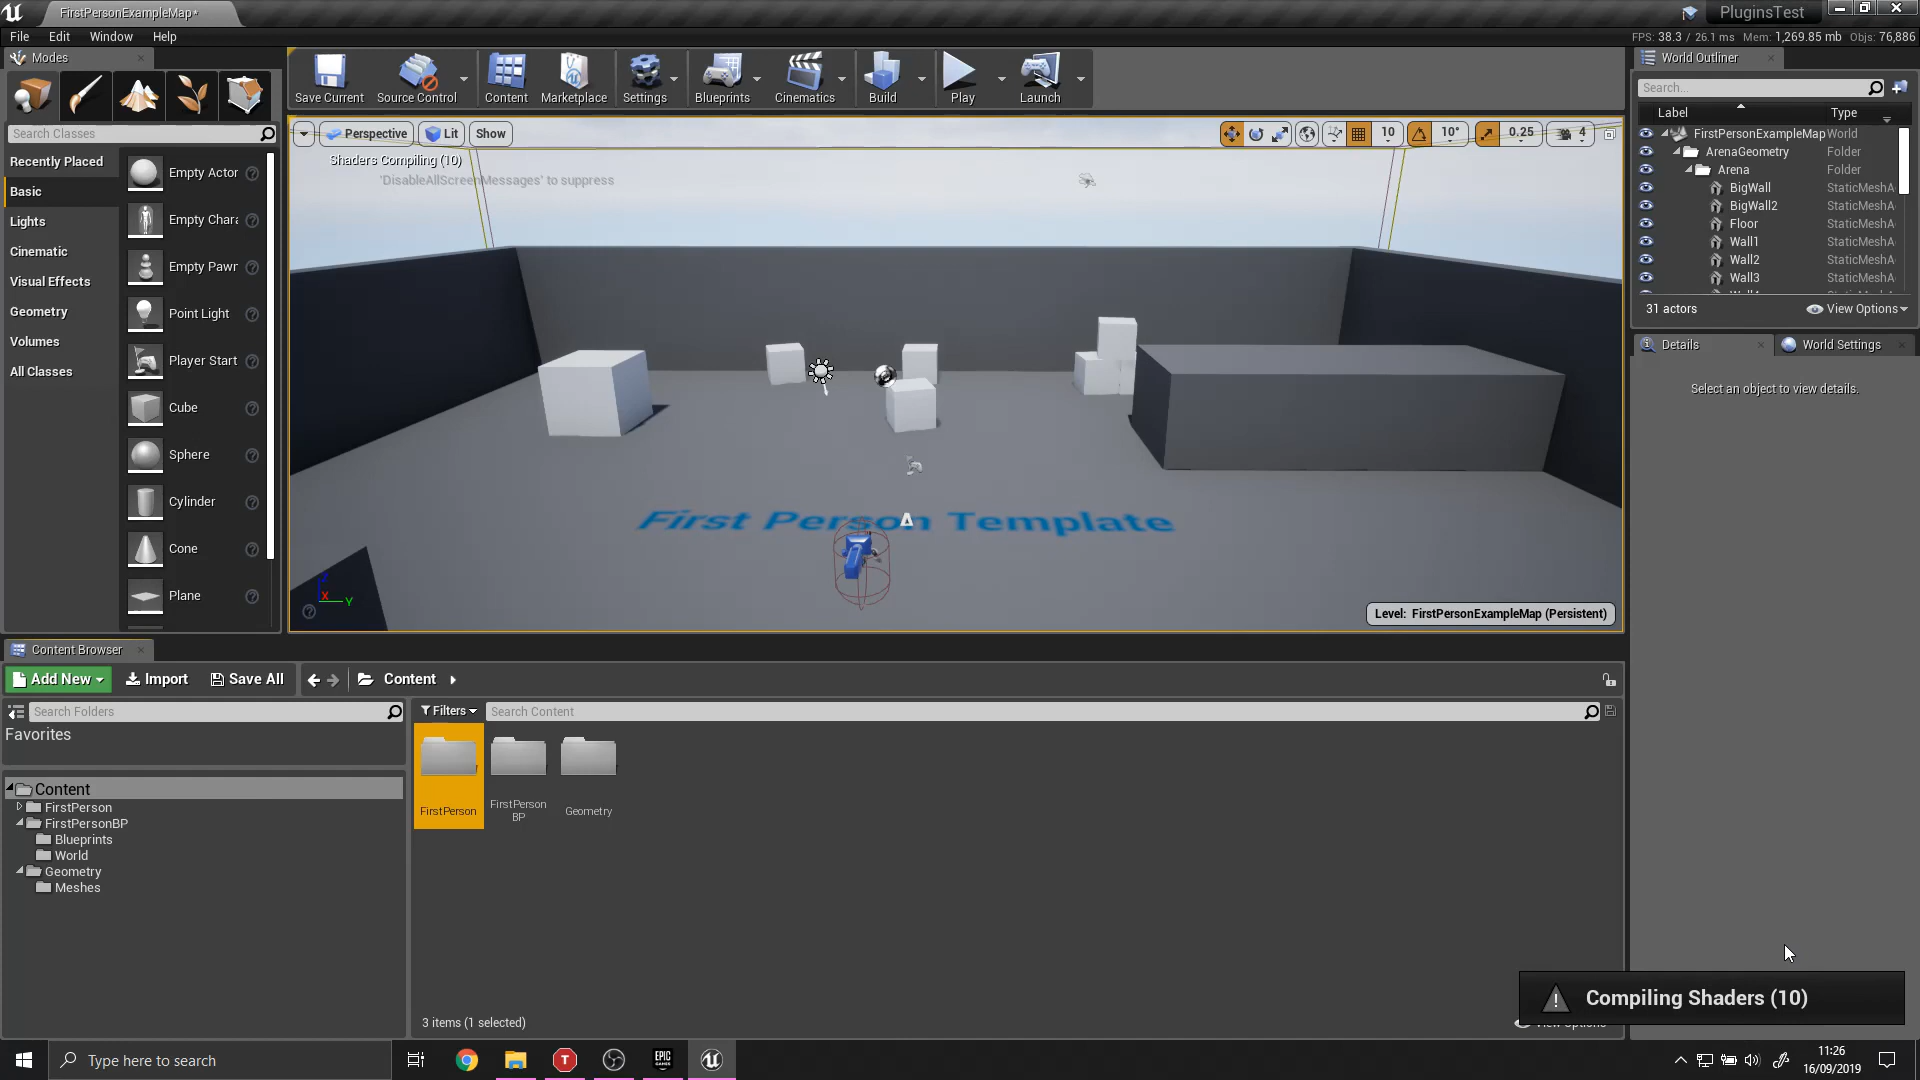 FirstPersonExampleMap*
PluginsTest
File Edit Window Help
FPS: 38.3 / 26.1 ms Mem: 1,269.85 mb Objs: 76,886
Modes
Search Classes
Recently Placed
Basic
Lights
Cinematic
Visual Effects
Geometry
Volumes
All Classes
Empty Actor
Empty Chara
Empty Pawn
Point Light
Player Start
Cube
Sphere
Cylinder
Cone
Plane
Save Current Source Control Content Marketplace Settings Blueprints Cinematics Build Play Launch
Perspective Lit Show
10 10° 0.25 4
Shaders Compiling (10)
'DisableAllScreenMessages' to suppress
First Person Template
X Y
Level: FirstPersonExampleMap (Persistent)
World Outliner
Search...
Label Type
FirstPersonExampleMap World
ArenaGeometry Folder
Arena Folder
BigWall StaticMeshA
BigWall2 StaticMeshA
Floor StaticMeshA
Wall1 StaticMeshA
Wall2 StaticMeshA
Wall3 StaticMeshA
31 actors View Options
Details World Settings
Select an object to view details.
Content Browser
Add New Import Save All Content
Search Folders
Favorites
Content
FirstPerson
FirstPersonBP
Blueprints
World
Geometry
Meshes
Filters Search Content
FirstPerson
FirstPerson
BP
Geometry
3 items (1 selected)
View Options
Compiling Shaders (10)
Type here to search
T
EPIC
GAMES
11:26
16/09/2019